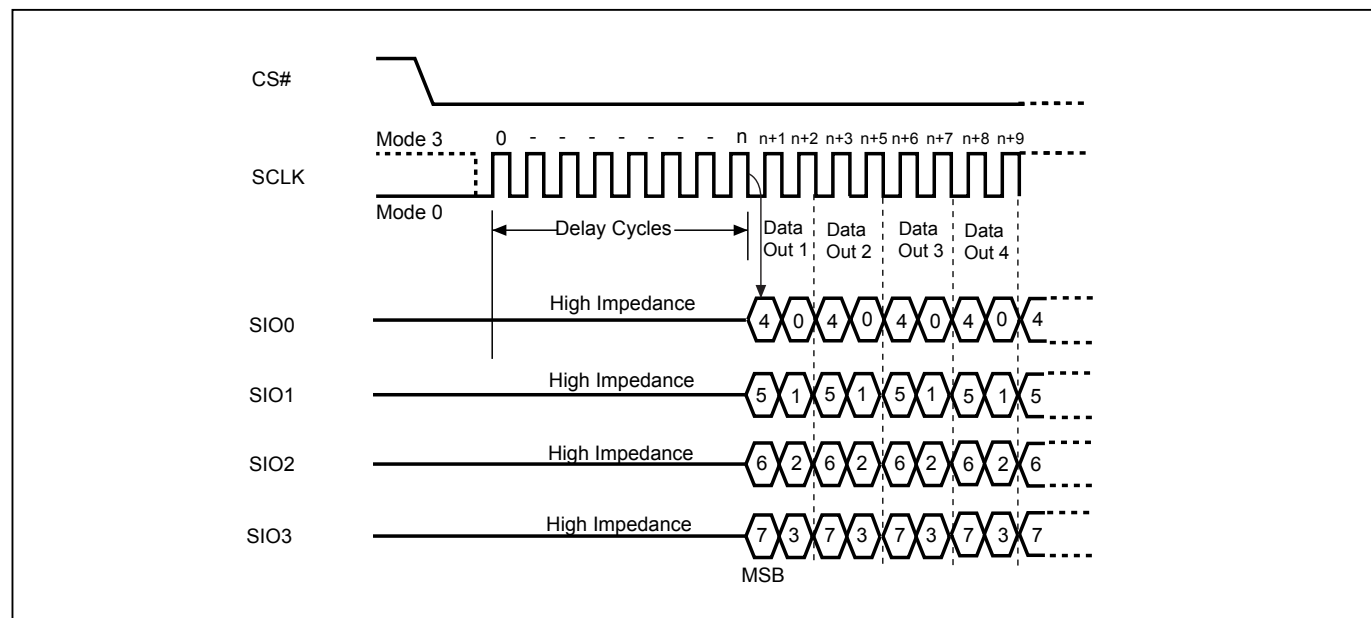 CS#
Mode 3
0 - - - - - - n n+1 n+2 n+3 n+5 n+6 n+7 n+8 n+9
SCLK
Mode 0
Delay Cycles
Data Out 1
Data Out 2
Data Out 3
Data Out 4
High Impedance
SIO0
4 0 4 0 4 0 4 0 4
High Impedance
SIO1
5 1 5 1 5 1 5 1 5
High Impedance
SIO2
6 2 6 2 6 2 6 2 6
High Impedance
SIO3
7 3 7 3 7 3 7 3 7
MSB